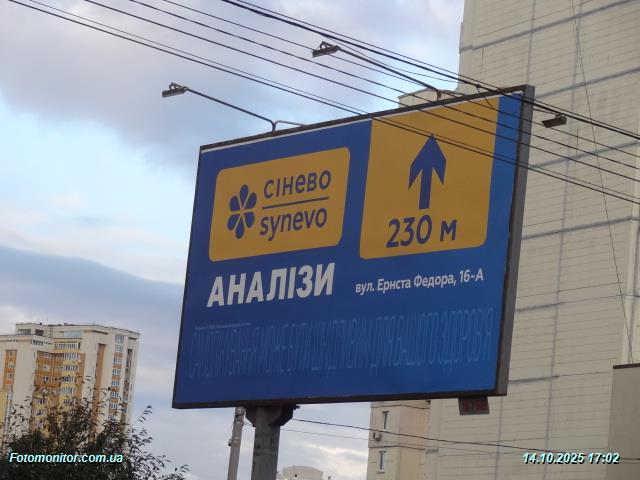 сінево
synevo
230 м
АНАЛІЗИ
вул. Ернста Федора, 16-А
Fotomonitor.com.ua
14.10.2025 17:02